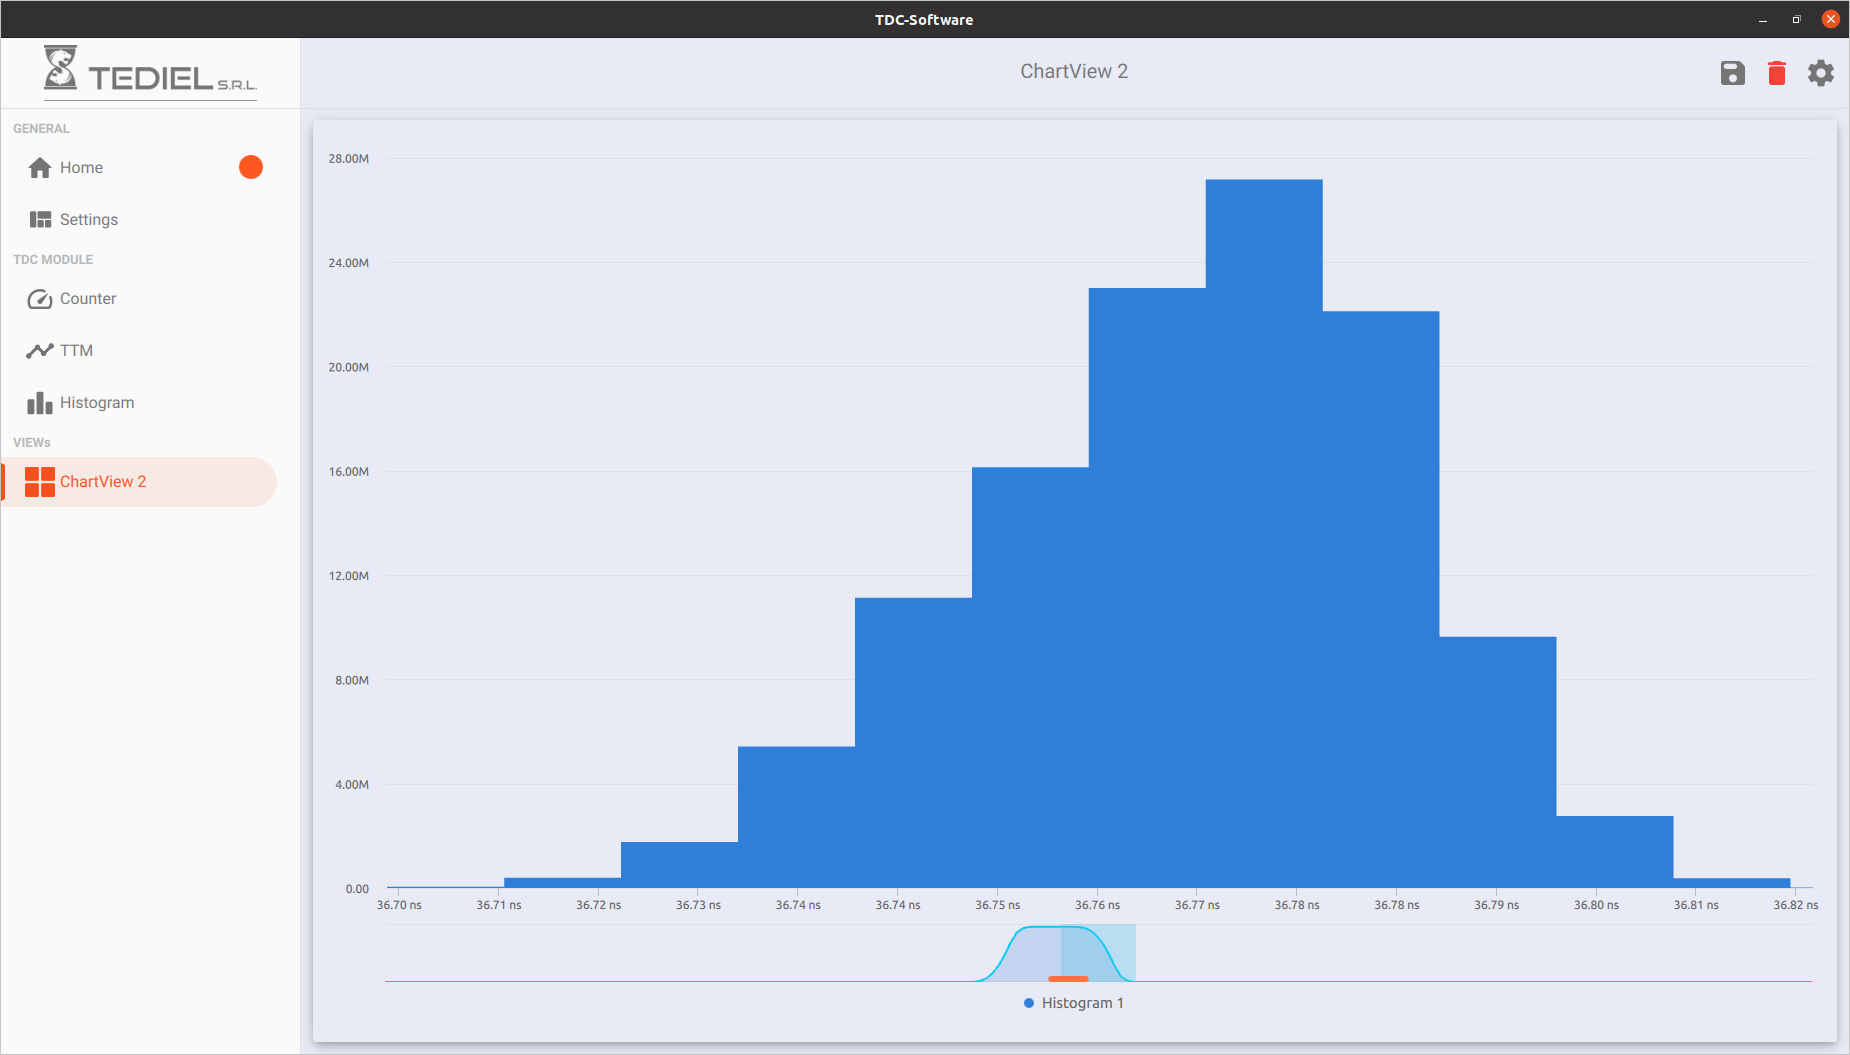 TDC-Software
TEDIEL S.R.L.
ChartView 2
GENERAL
Home
Settings
TDC MODULE
Counter
TTM
Histogram
VIEWs
ChartView 2
28.00M
24.00M
20.00M
16.00M
12.00M
8.00M
4.00M
0.00
36.70 ns 36.71 ns 36.72 ns 36.73 ns 36.74 ns 36.74 ns 36.75 ns 36.76 ns 36.77 ns 36.78 ns 36.78 ns 36.79 ns 36.80 ns 36.81 ns 36.82 ns
Histogram 1